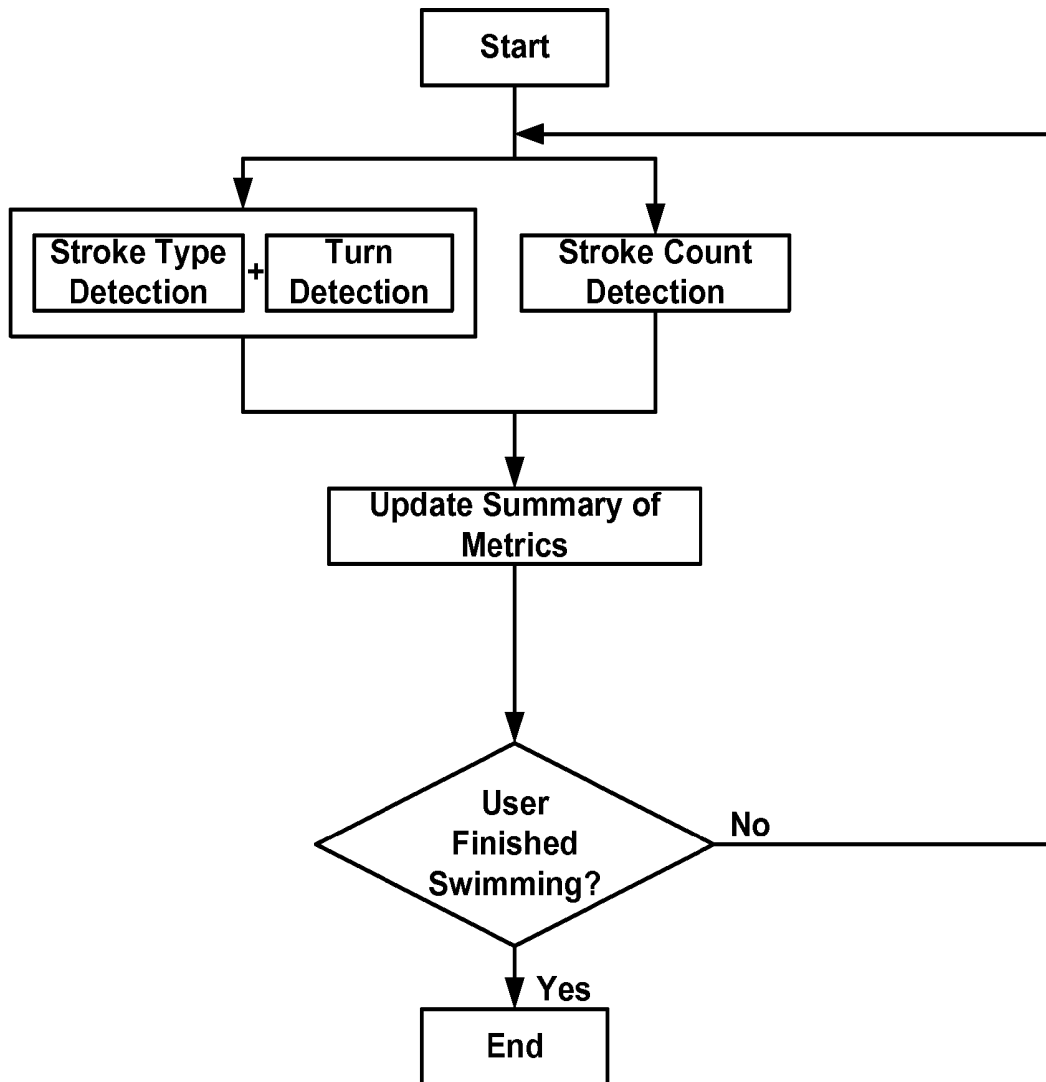 Start
Stroke Type
Detection
+
Turn
Detection
Stroke Count
Detection
Update Summary of
Metrics
User
Finished
Swimming?
No
Yes
End